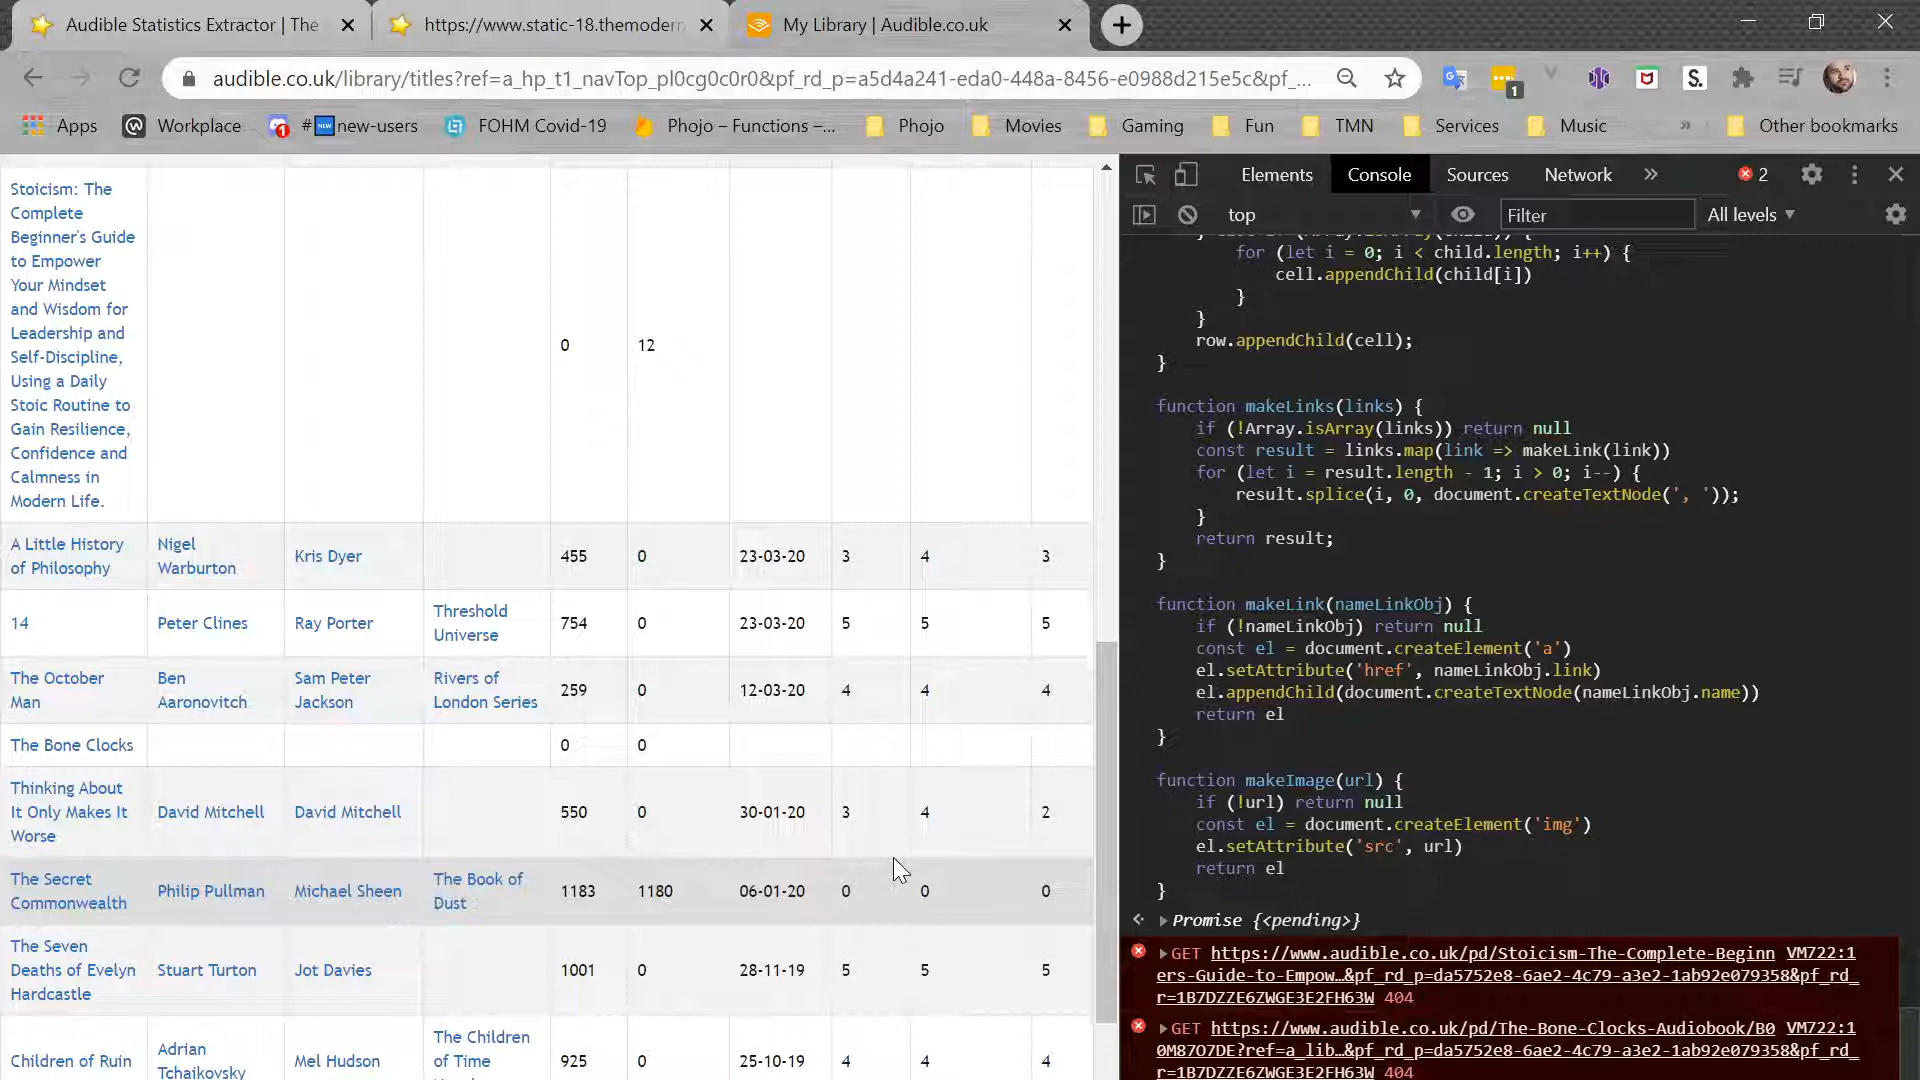 Audible Statistics Extractor | The
https://www.static-18.themodern
My Library | Audible.co.uk
audible.co.uk/library/titles?ref=a_hp_t1_navTop_pl0cg0c0r0&pf_rd_p=a5d4a241-eda0-448a-8456-e0988d215e5c&pf_...
1
S.
Apps
Workplace
1
# NEW new-users
FOHM Covid-19
Phojo – Functions –...
Phojo
Movies
Gaming
Fun
TMN
Services
Music
»
Other bookmarks
Stoicism: The
Complete
Beginner's Guide
to Empower
Your Mindset
and Wisdom for
Leadership and
Self-Discipline,
Using a Daily
Stoic Routine to
Gain Resilience,
Confidence and
Calmness in
Modern Life.
0
12
A Little History
of Philosophy
Nigel
Warburton
Kris Dyer
455
0
23-03-20
3
4
3
14
Peter Clines
Ray Porter
Threshold
Universe
754
0
23-03-20
5
5
5
The October
Man
Ben
Aaronovitch
Sam Peter
Jackson
Rivers of
London Series
259
0
12-03-20
4
4
4
The Bone Clocks
0
0
Thinking About
It Only Makes It
Worse
David Mitchell
David Mitchell
550
0
30-01-20
3
4
2
The Secret
Commonwealth
Philip Pullman
Michael Sheen
The Book of
Dust
1183
1180
06-01-20
0
0
0
The Seven
Deaths of Evelyn
Hardcastle
Stuart Turton
Jot Davies
1001
0
28-11-19
5
5
5
Children of Ruin
Adrian
Tchaikovsky
Mel Hudson
The Children
of Time
925
0
25-10-19
4
4
4
Elements
Console
Sources
Network
»
2
top
Filter
All levels
for (let i = 0; i < child.length; i++) {
cell.appendChild(child[i])
}
}
row.appendChild(cell);
}
function makeLinks(links) {
if (!Array.isArray(links)) return null
const result = links.map(link => makeLink(link))
for (let i = result.length - 1; i > 0; i--) {
result.splice(i, 0, document.createTextNode(', '));
}
return result;
}
function makeLink(nameLinkObj) {
if (!nameLinkObj) return null
const el = document.createElement('a')
el.setAttribute('href', nameLinkObj.link)
el.appendChild(document.createTextNode(nameLinkObj.name))
return el
}
function makeImage(url) {
if (!url) return null
const el = document.createElement('img')
el.setAttribute('src', url)
return el
}
Promise {<pending>}
GET https://www.audible.co.uk/pd/Stoicism-The-Complete-Beginn VM722:1
ers-Guide-to-Empow…&pf_rd_p=da5752e8-6ae2-4c79-a3e2-1ab92e079358&pf_rd_
r=1B7DZZE6ZWGE3E2FH63W 404
GET https://www.audible.co.uk/pd/The-Bone-Clocks-Audiobook/B0 VM722:1
0M87O7DE?ref=a_lib…&pf_rd_p=da5752e8-6ae2-4c79-a3e2-1ab92e079358&pf_rd_
r=1B7DZZE6ZWGE3E2FH63W 404